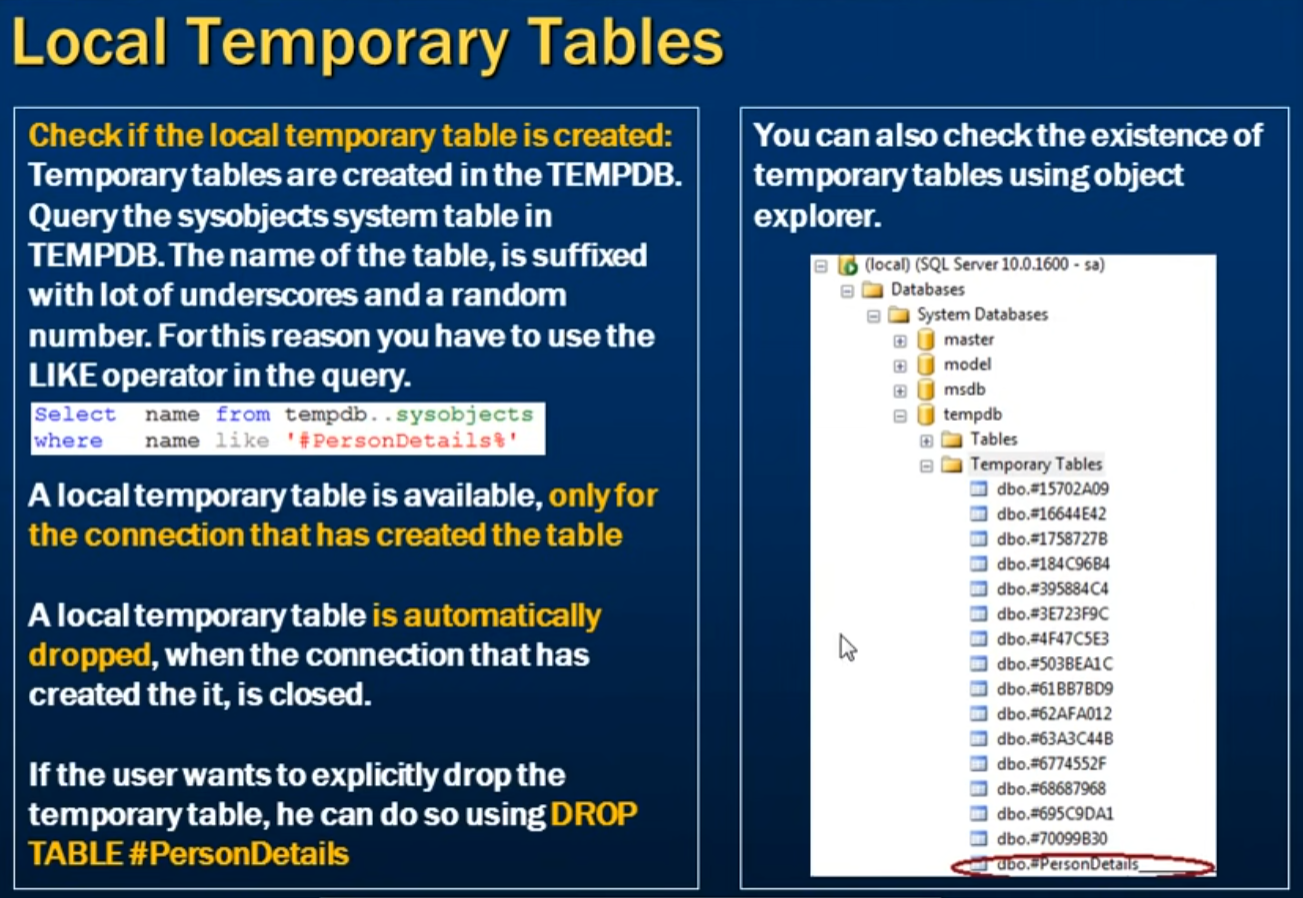 Local Temporary Tables
Check if the local temporary table is created:
Temporary tables are created in the TEMPDB.
Query the sysobjects system table in
TEMPDB. The name of the table, is suffixed
with lot of underscores and a random
number. For this reason you have to use the
LIKE operator in the query.
Select name from tempdb..sysobjects
where name like '#PersonDetails%'
A local temporary table is available, only for
the connection that has created the table
A local temporary table is automatically
dropped, when the connection that has
created the it, is closed.
If the user wants to explicitly drop the
temporary table, he can do so using DROP
TABLE #PersonDetails
You can also check the existence of
temporary tables using object
explorer.
(local) (SQL Server 10.0.1600 - sa)
Databases
System Databases
master
model
msdb
tempdb
Tables
Temporary Tables
dbo.#15702A09
dbo.#16644E42
dbo.#1758727B
dbo.#184C96B4
dbo.#395884C4
dbo.#3E723F9C
dbo.#4F47C5E3
dbo.#503BEA1C
dbo.#61BB7BD9
dbo.#62AFA012
dbo.#63A3C44B
dbo.#6774552F
dbo.#68687968
dbo.#695C9DA1
dbo.#70099B30
dbo.#PersonDetails________